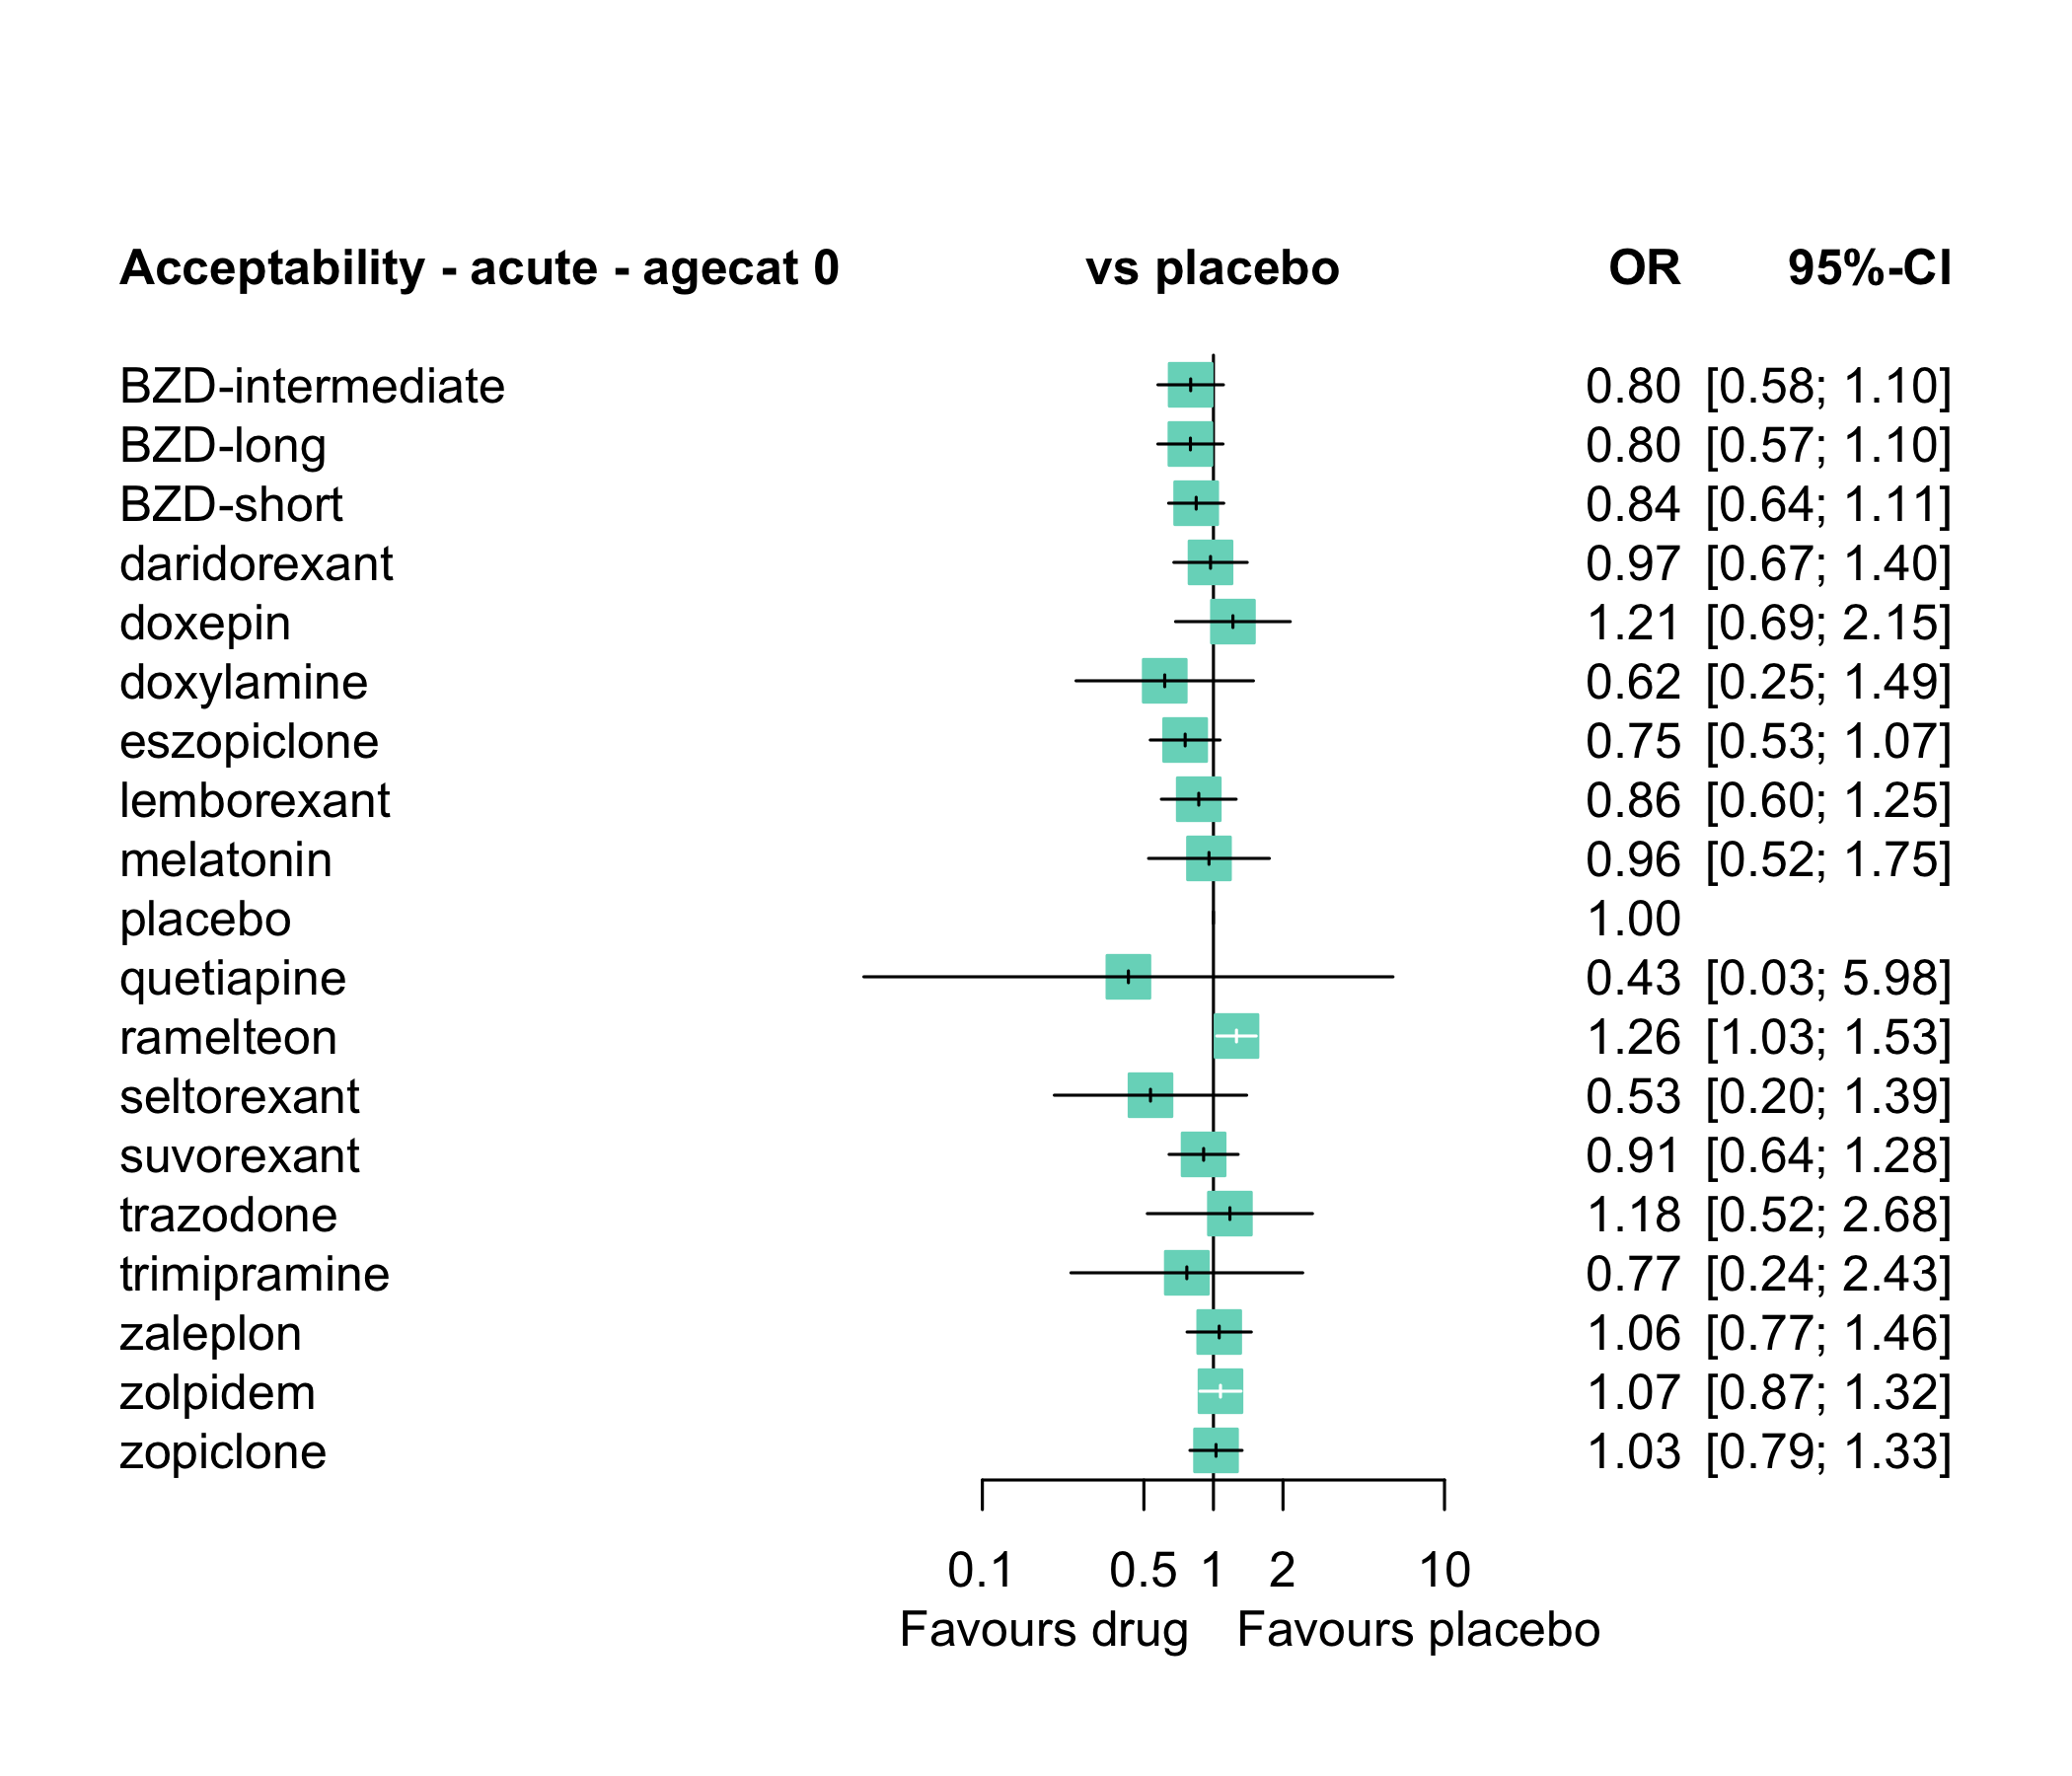 Acceptability - acute - agecat 0 vs placebo OR 95%-CI
BZD-intermediate 0.80 [0.58; 1.10]
BZD-long 0.80 [0.57; 1.10]
BZD-short 0.84 [0.64; 1.11]
daridorexant 0.97 [0.67; 1.40]
doxepin 1.21 [0.69; 2.15]
doxylamine 0.62 [0.25; 1.49]
eszopiclone 0.75 [0.53; 1.07]
lemborexant 0.86 [0.60; 1.25]
melatonin 0.96 [0.52; 1.75]
placebo 1.00
quetiapine 0.43 [0.03; 5.98]
ramelteon 1.26 [1.03; 1.53]
seltorexant 0.53 [0.20; 1.39]
suvorexant 0.91 [0.64; 1.28]
trazodone 1.18 [0.52; 2.68]
trimipramine 0.77 [0.24; 2.43]
zaleplon 1.06 [0.77; 1.46]
zolpidem 1.07 [0.87; 1.32]
zopiclone 1.03 [0.79; 1.33]
0.1 0.5 1 2 10
Favours drug Favours placebo